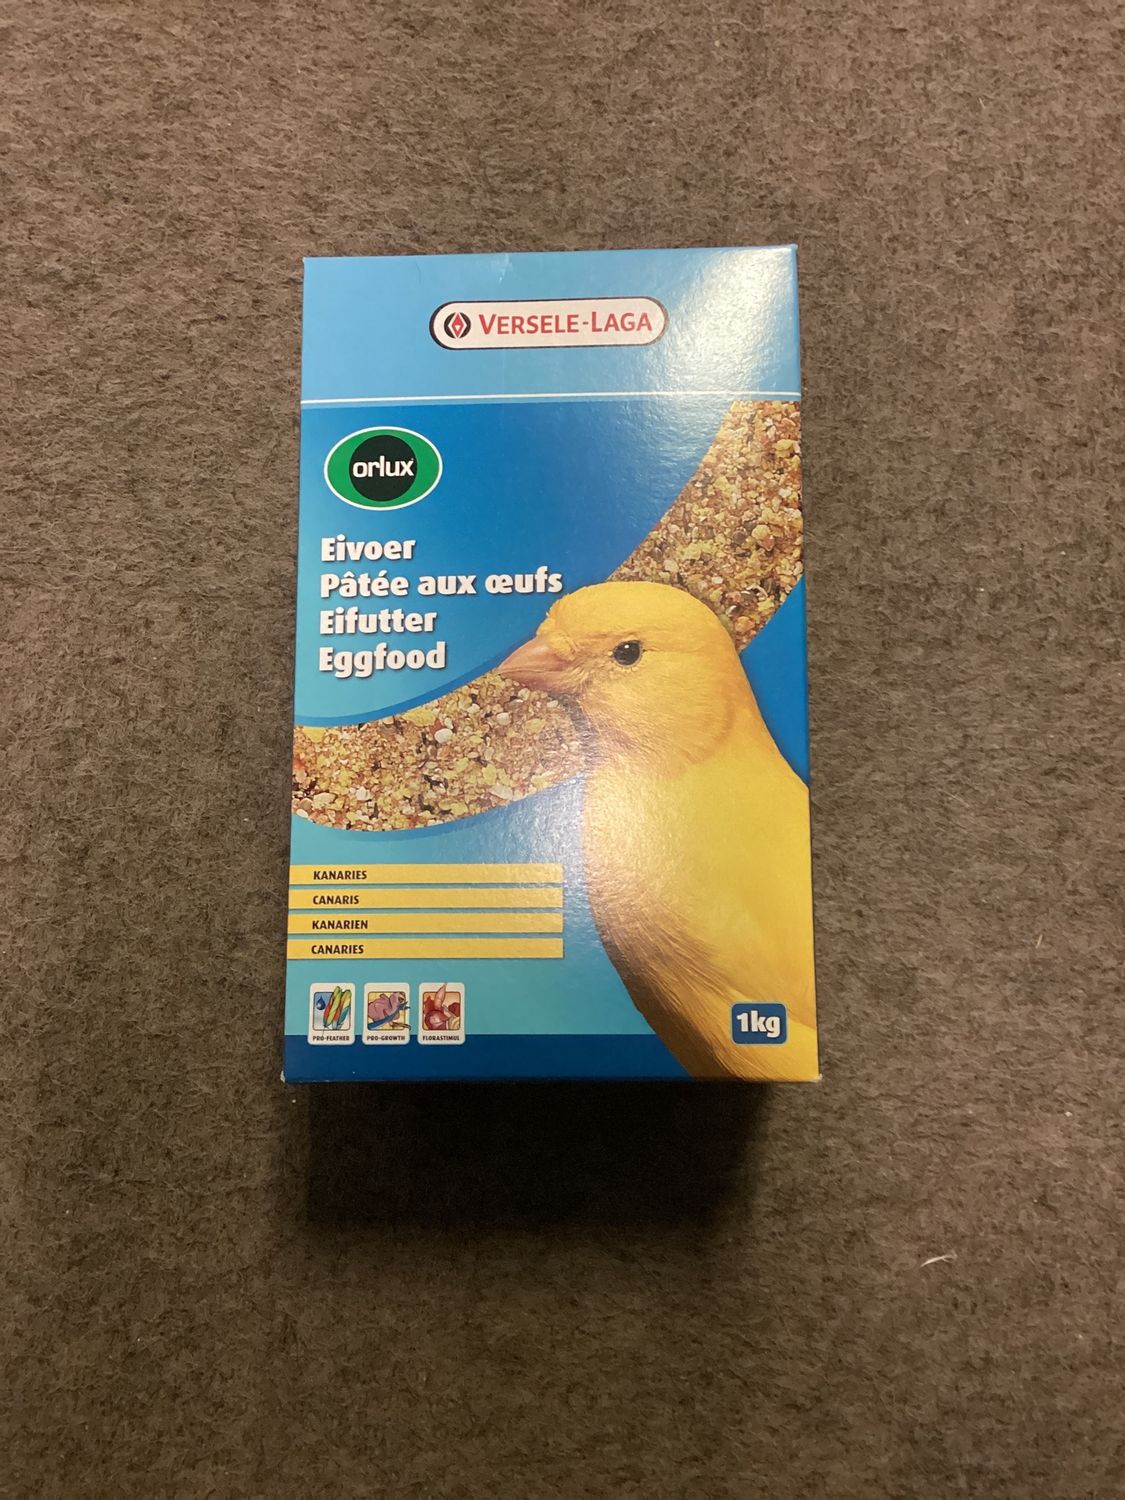 VERSELE-LAGA
orlux
Eivoer
Pâtée aux œufs
Eifutter
Eggfood
KANARIES
CANARIS
KANARIEN
CANARIES
PRO-FEATHER PRO-GROWTH FLORASTIMUL
1kg